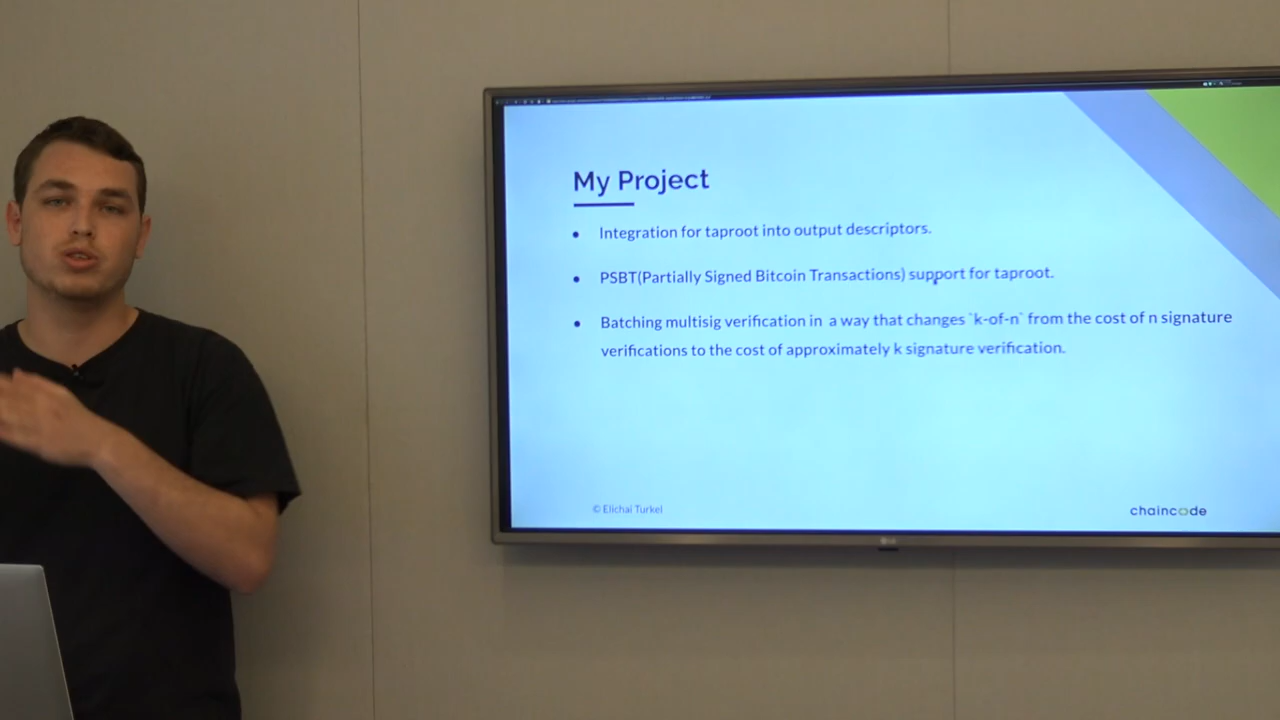 My Project
• Integration for taproot into output descriptors.
• PSBT(Partially Signed Bitcoin Transactions) support for taproot.
• Batching multisig verification in a way that changes `k-of-n` from the cost of n signature
verifications to the cost of approximately k signature verification.
© Elichai Turkel
chaincode
LG